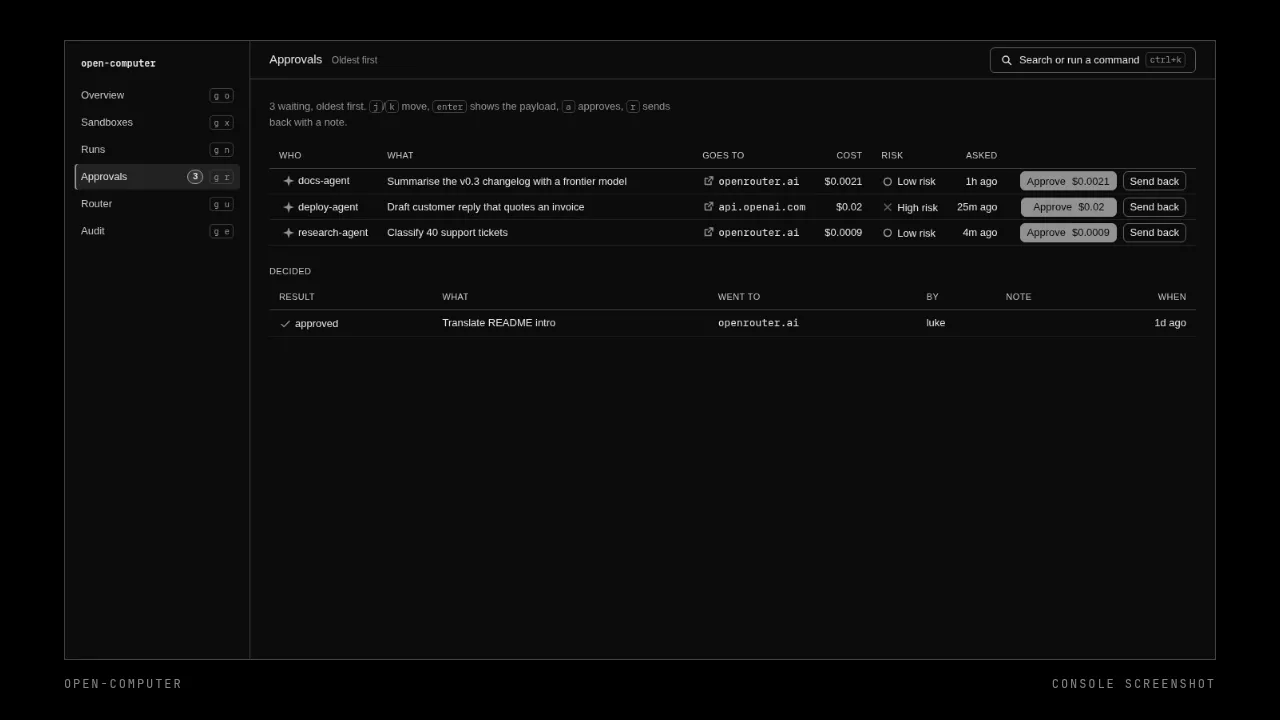 open-computer
Overview g o
Sandboxes g x
Runs g n
Approvals 3 g r
Router g u
Audit g e
Approvals Oldest first
Search or run a command ctrl+k
3 waiting, oldest first. j/k move, enter shows the payload, a approves, r sends
back with a note.
WHO WHAT GOES TO COST RISK ASKED
docs-agent Summarise the v0.3 changelog with a frontier model openrouter.ai $0.0021 Low risk 1h ago Approve $0.0021 Send back
deploy-agent Draft customer reply that quotes an invoice api.openai.com $0.02 High risk 25m ago Approve $0.02 Send back
research-agent Classify 40 support tickets openrouter.ai $0.0009 Low risk 4m ago Approve $0.0009 Send back
DECIDED
RESULT WHAT WENT TO BY NOTE WHEN
approved Translate README intro openrouter.ai luke 1d ago
OPEN-COMPUTER
CONSOLE SCREENSHOT